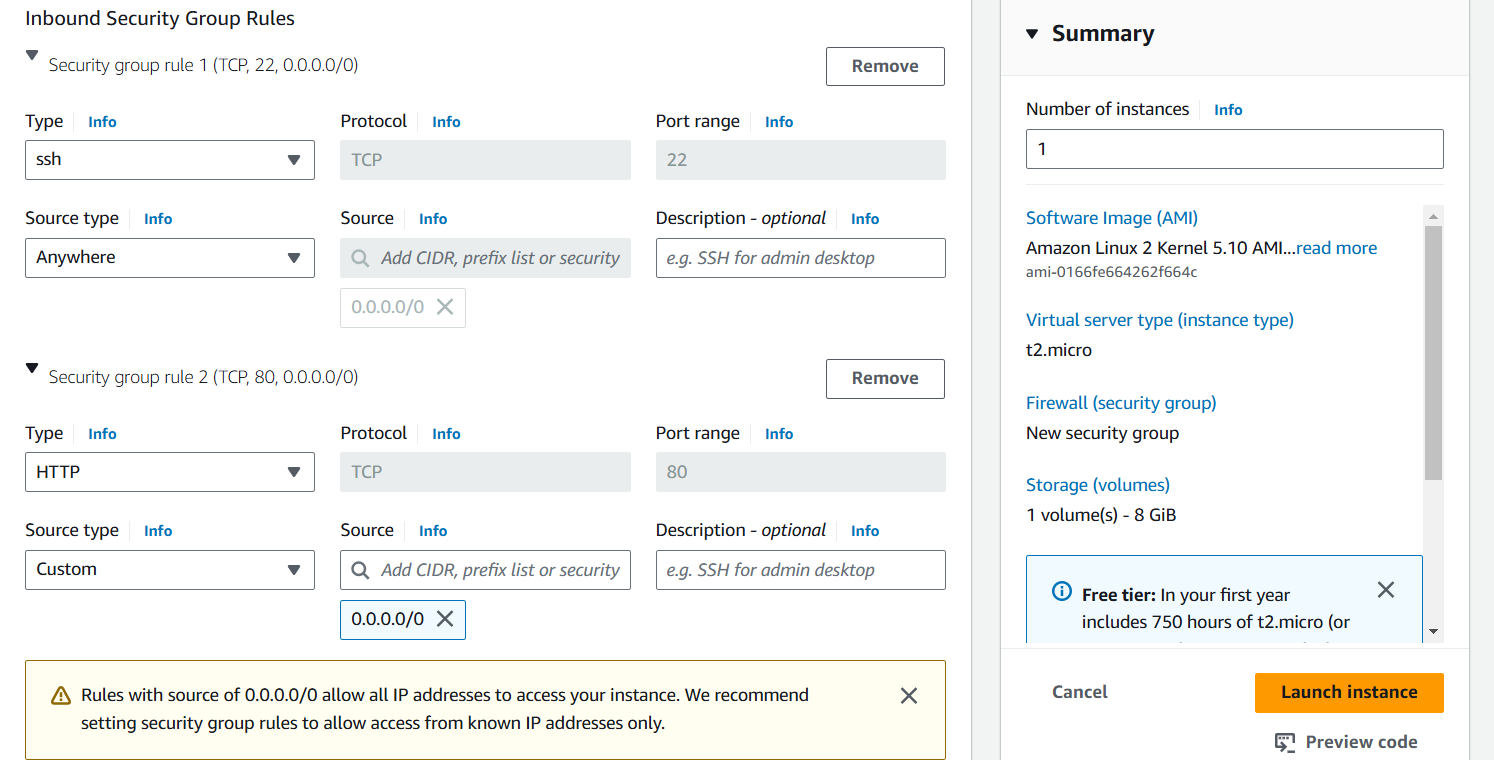 Inbound Security Group Rules
Security group rule 1 (TCP, 22, 0.0.0.0/0)
Remove
Type Info
Protocol Info
Port range Info
ssh
TCP
22
Source type Info
Source Info
Description - optional Info
Anywhere
Add CIDR, prefix list or security
e.g. SSH for admin desktop
0.0.0.0/0
Security group rule 2 (TCP, 80, 0.0.0.0/0)
Remove
Type Info
Protocol Info
Port range Info
HTTP
TCP
80
Source type Info
Source Info
Description - optional Info
Custom
Add CIDR, prefix list or security
e.g. SSH for admin desktop
0.0.0.0/0
Rules with source of 0.0.0.0/0 allow all IP addresses to access your instance. We recommend
setting security group rules to allow access from known IP addresses only.
Summary
Number of instances Info
1
Software Image (AMI)
Amazon Linux 2 Kernel 5.10 AMI...read more
ami-0166fe664262f664c
Virtual server type (instance type)
t2.micro
Firewall (security group)
New security group
Storage (volumes)
1 volume(s) - 8 GiB
Free tier: In your first year
includes 750 hours of t2.micro (or
Cancel
Launch instance
Preview code